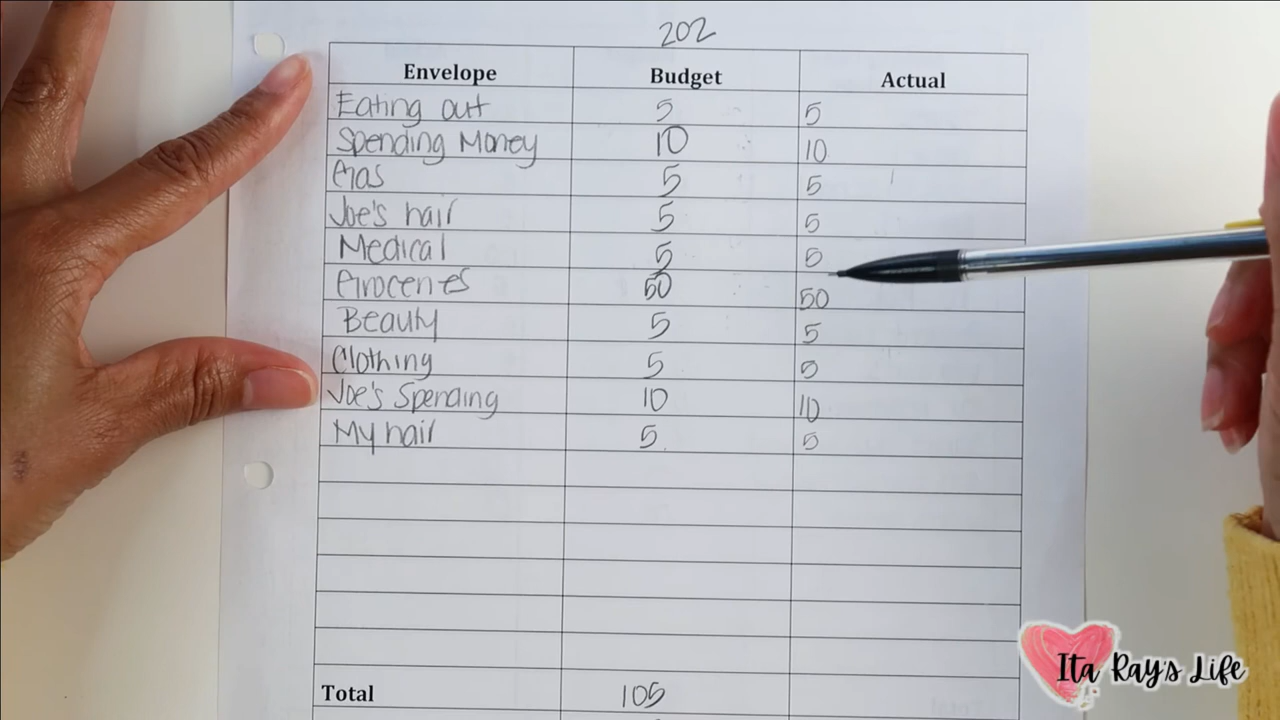 202
Envelope Budget Actual
Eating out 5 5
Spending Money 10 10
Gas 5 5
Joe's hair 5 5
Medical 5 5
Groceries 50 50
Beauty 5 5
Clothing 5 5
Joe's Spending 10 10
My hair 5 5
Total 105
Ita Ray's Life